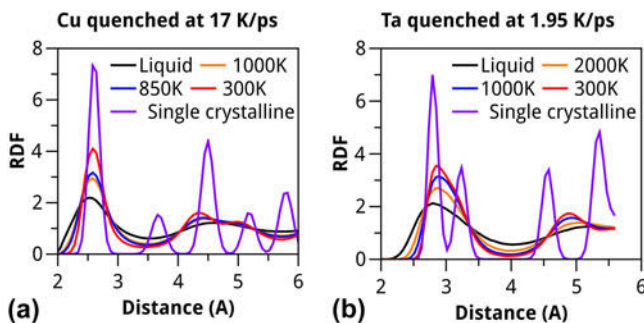 Cu quenched at 17 K/ps
Ta quenched at 1.95 K/ps
8
6
4
2
0
RDF
Liquid
1000K
850K
300K
Single crystalline
2
3
4
5
6
Distance (A)
(a)
8
6
4
2
0
RDF
Liquid
2000K
1000K
300K
Single crystalline
2
3
4
5
6
Distance (A)
(b)